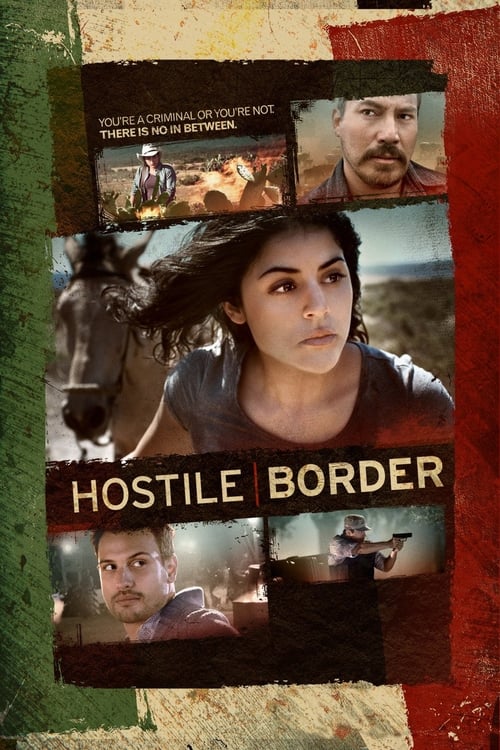 YOU'RE A CRIMINAL OR YOU'RE NOT.
THERE IS NO IN BETWEEN.
HOSTILE BORDER